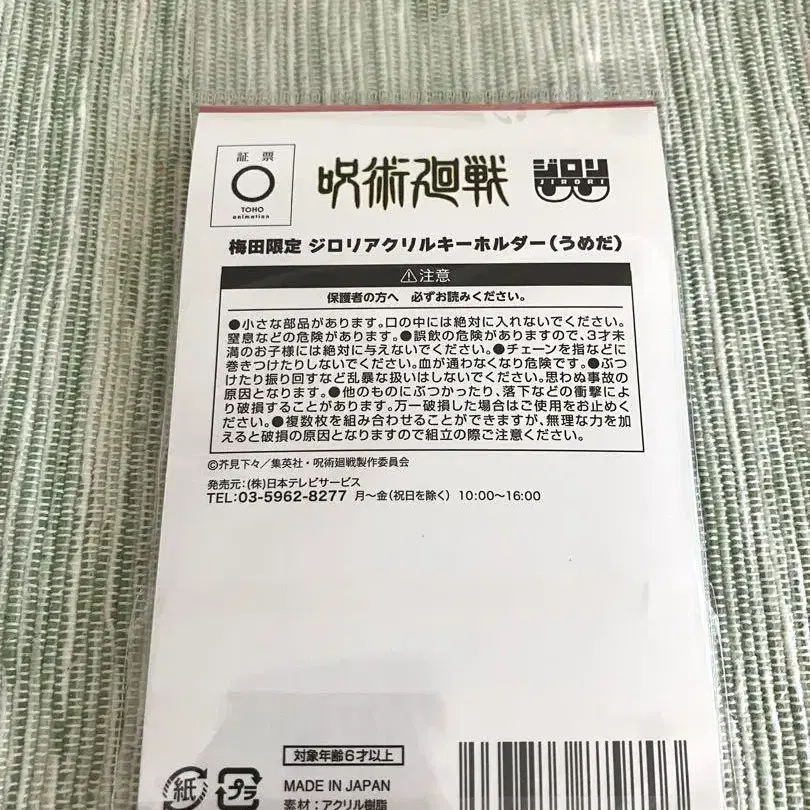 証 票
TOHO
animation
呪術廻戦
ジロリ
JIRORI
梅田限定 ジロリアクリルキーホルダー(うめだ)
⚠注意
保護者の方へ 必ずお読みください。
●小さな部品があります。口の中には絶対に入れないでください。
窒息などの危険があります。●誤飲の危険がありますので、3才未
満のお子様には絶対に与えないでください。●チェーンを指などに
巻きつけたりしないでください。血が通わなくなり危険です。●ぶつ
けたり振り回すなど乱暴な扱いはしないでください。思わぬ事故の
原因となります。●他のものにぶつかったり、落下などの衝撃によ
り破損することがあります。万一破損した場合はご使用をお止めく
ださい。●複数枚を組み合わせることができますが、無理な力を加
えると破損の原因となりますので組立の際ご注意ください。
©芥見下々/集英社・呪術廻戦製作委員会
発売元:(株)日本テレビサービス
TEL:03-5962-8277 月～金(祝日を除く) 10:00～16:00
対象年齢6才以上
紙
プラ
MADE IN JAPAN
素材:アクリル樹脂